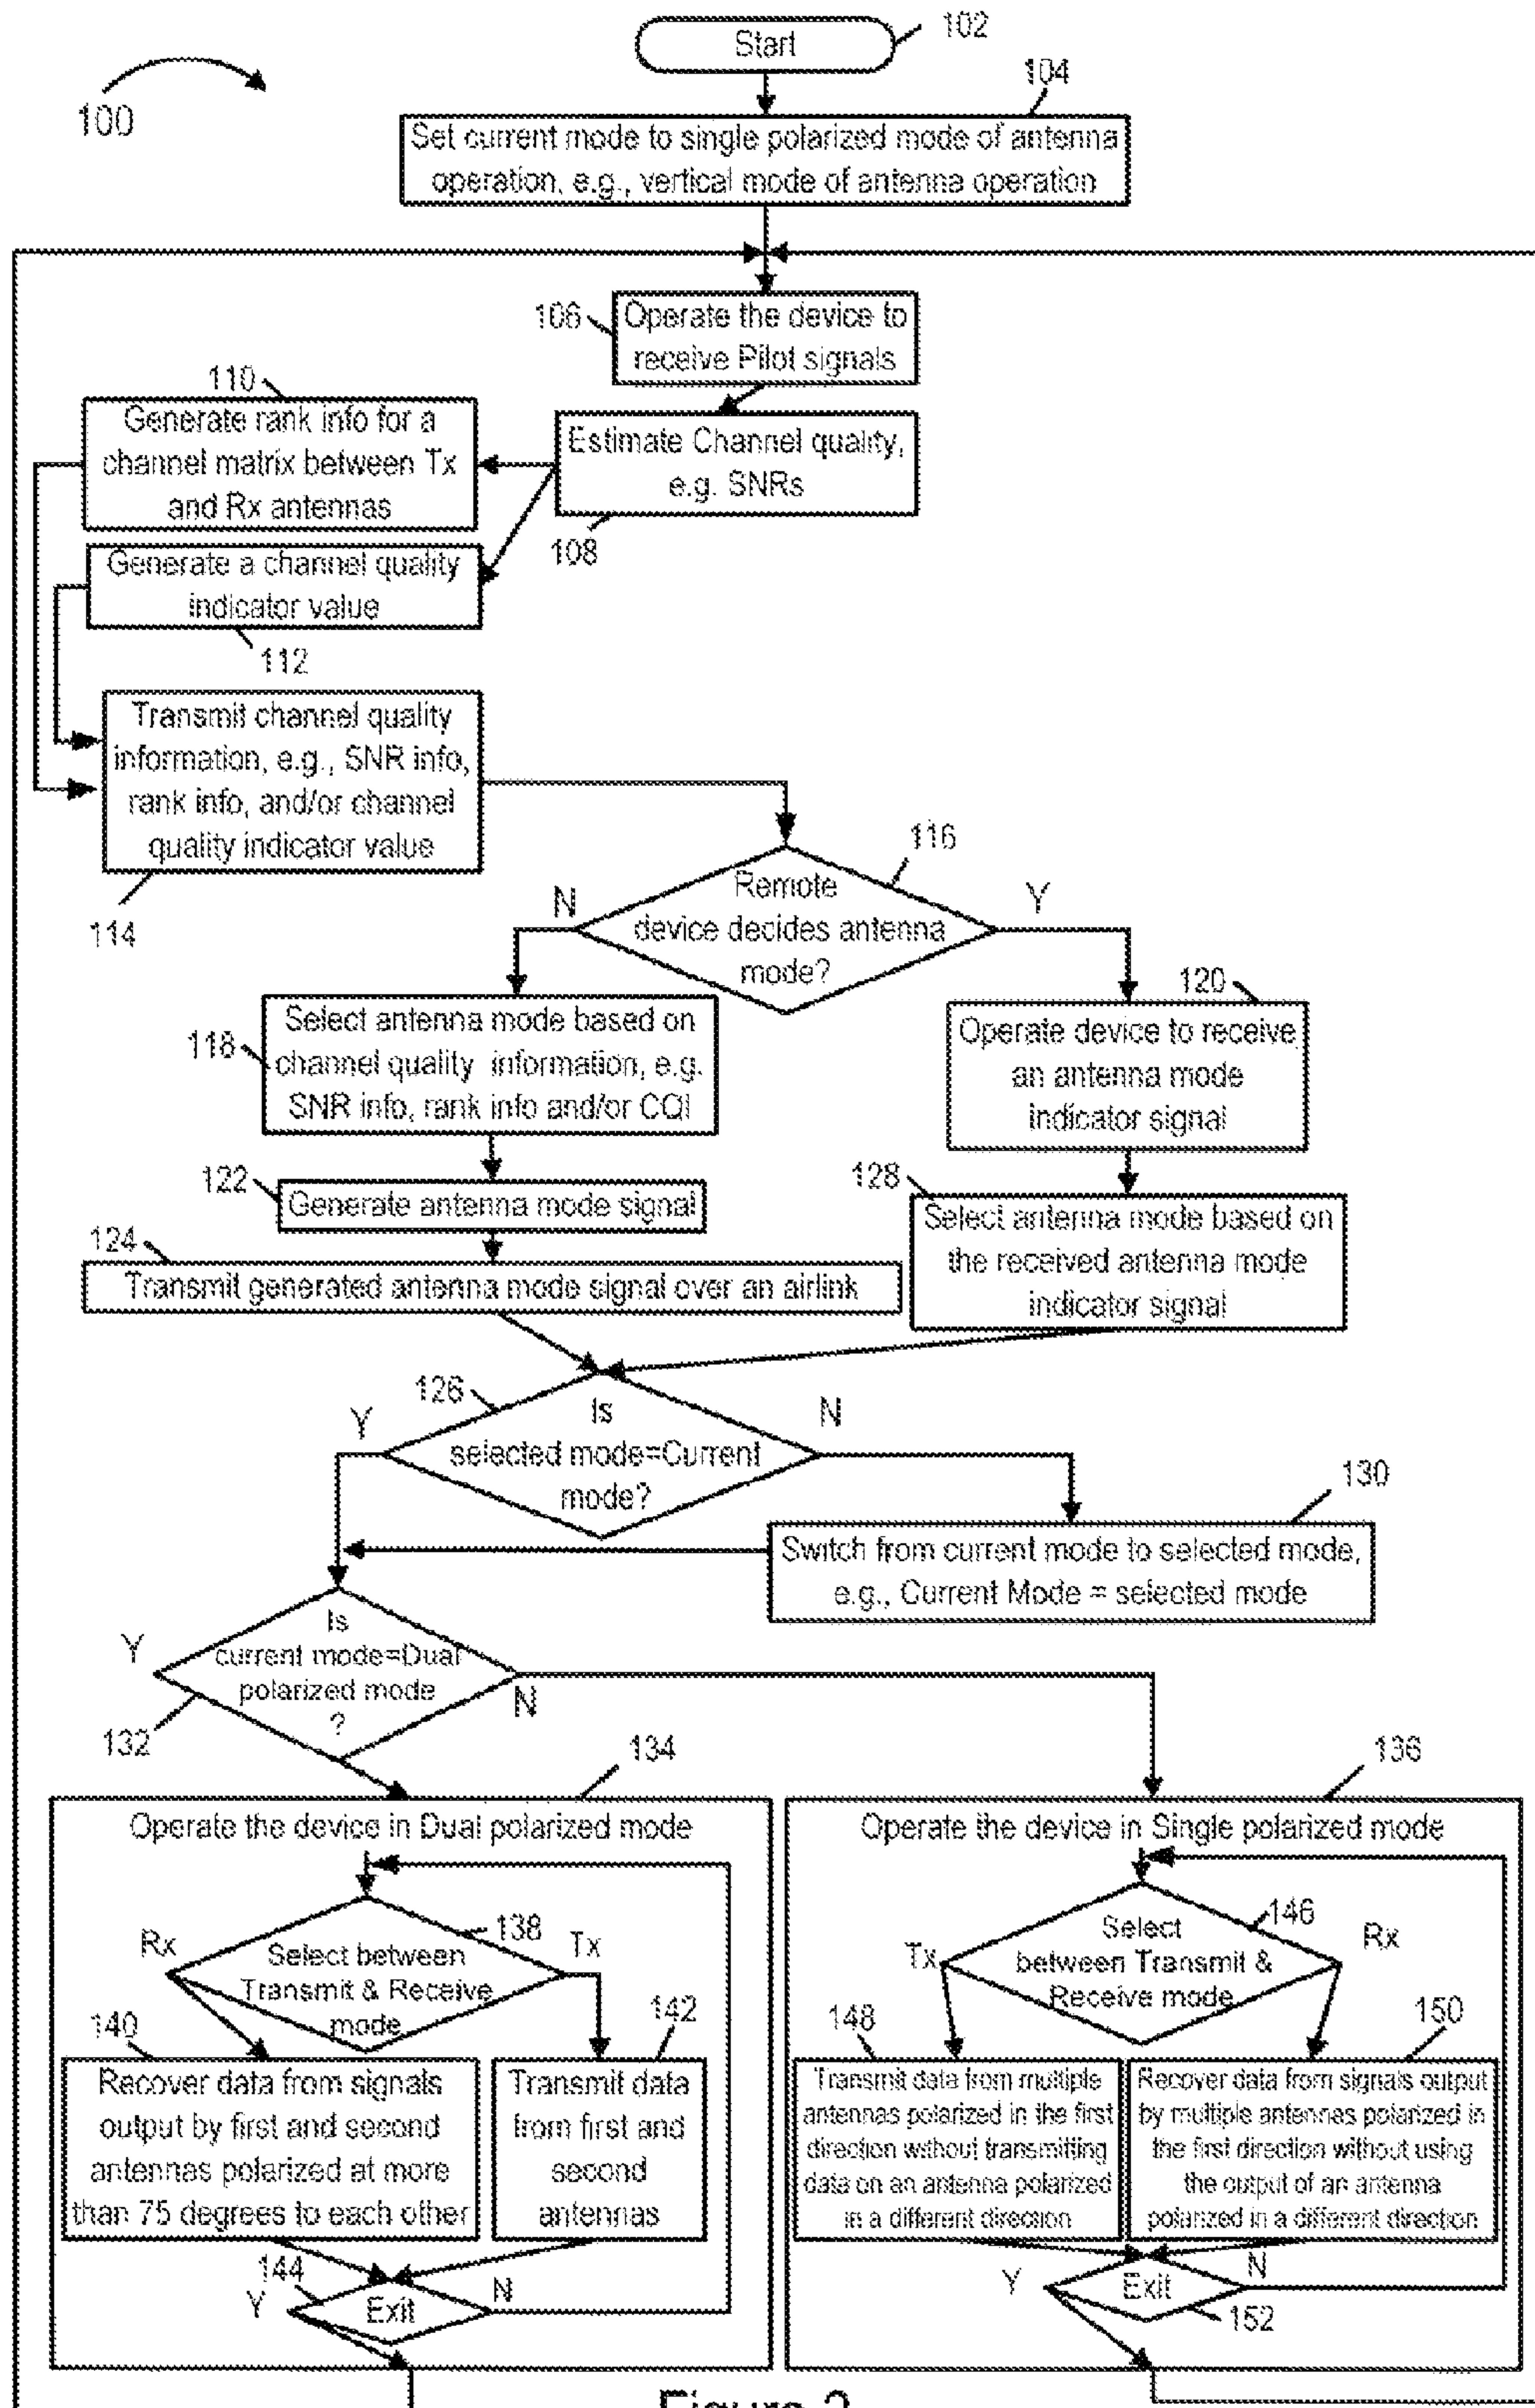 Start
102
100
104
Set current mode to single polarized mode of antenna
operation, e.g., vertical mode of antenna operation
106
Operate the device to
receive Pilot signals
110
Generate rank info for a
channel matrix between Tx
and Rx antennas
Estimate Channel quality,
e.g. SNRs
108
Generate a channel quality
indicator value
112
Transmit channel quality
information, e.g., SNR info,
rank info, and/or channel
quality indicator value
114
116
Remote
device decides antenna
mode?
N
Y
118
Select antenna mode based on
channel quality information, e.g.
SNR info, rank info and/or CQI
120
Operate device to receive
an antenna mode
indicator signal
122
Generate antenna mode signal
128
Select antenna mode based on
the received antenna mode
indicator signal
124
Transmit generated antenna mode signal over an airlink
126
Is
selected mode=Current
mode?
Y
N
130
Switch from current mode to selected mode,
e.g., Current Mode = selected mode
Is
current mode=Dual
polarized mode
?
Y
N
132
134
Operate the device in Dual polarized mode
138
Rx
Select between
Transmit & Receive
mode
Tx
140
Recover data from signals
output by first and second
antennas polarized at more
than 75 degrees to each other
142
Transmit data
from first and
second
antennas
144
Y
Exit
N
136
Operate the device in Single polarized mode
146
Tx
Select
between Transmit &
Receive mode
Rx
148
Transmit data from multiple
antennas polarized in the first
direction without transmitting
data on an antenna polarized
in a different direction
150
Recover data from signals output
by multiple antennas polarized in
the first direction without using
the output of an antenna
polarized in a different direction
Y
Exit
N
152
Figure 2